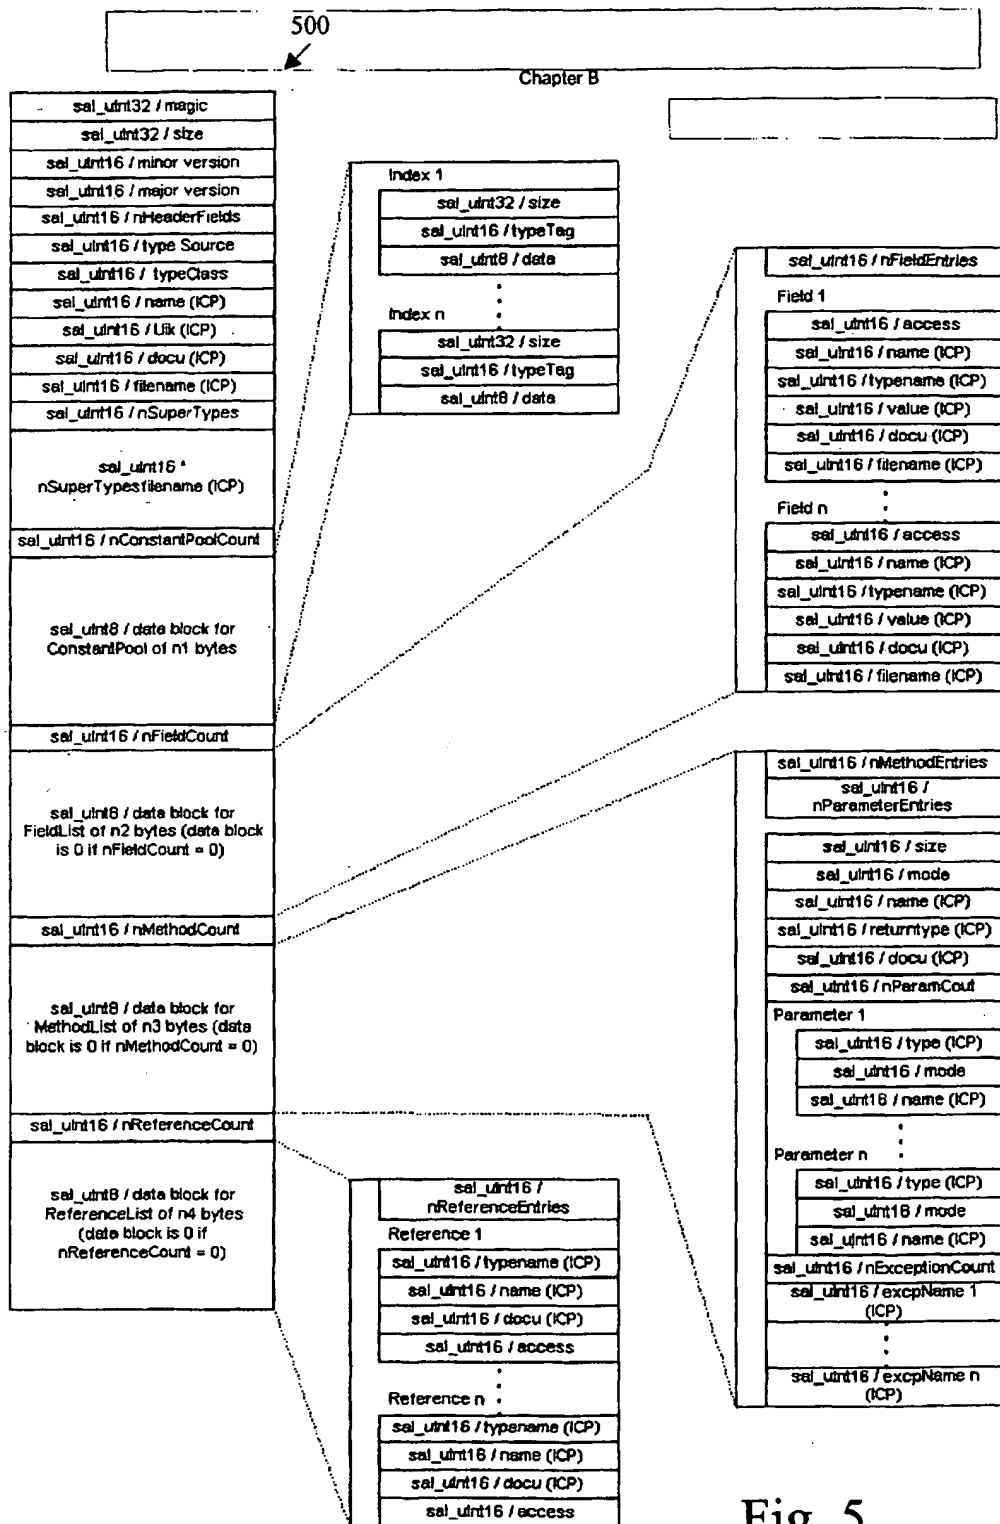 500
Chapter B
sal_uInt32 / magic
sal_uInt32 / size
sal_uInt16 / minor version
sal_uInt16 / major version
sal_uInt16 / nHeaderFields
sal_uInt16 / type Source
sal_uInt16 / typeClass
sal_uInt16 / name (ICP)
sal_uInt16 / Uik (ICP)
sal_uInt16 / docu (ICP)
sal_uInt16 / filename (ICP)
sal_uInt16 / nSuperTypes
sal_uInt16 *
nSuperTypesfilename (ICP)
sal_uInt16 / nConstantPoolCount
sal_uInt8 / data block for
ConstantPool of n1 bytes
sal_uInt16 / nFieldCount
sal_uInt8 / data block for
FieldList of n2 bytes (data block
is 0 if nFieldCount = 0)
sal_uInt16 / nMethodCount
sal_uInt8 / data block for
MethodList of n3 bytes (data
block is 0 if nMethodCount = 0)
sal_uInt16 / nReferenceCount
sal_uInt8 / data block for
ReferenceList of n4 bytes
(data block is 0 if
nReferenceCount = 0)
Index 1
sal_uInt32 / size
sal_uInt16 / typeTag
sal_uInt8 / data
Index n
sal_uInt32 / size
sal_uInt16 / typeTag
sal_uInt8 / data
sal_uInt16 / nFieldEntries
Field 1
sal_uInt16 / access
sal_uInt16 / name (ICP)
sal_uInt16 / typename (ICP)
sal_uInt16 / value (ICP)
sal_uInt16 / docu (ICP)
sal_uInt16 / filename (ICP)
Field n
sal_uInt16 / access
sal_uInt16 / name (ICP)
sal_uInt16 / typename (ICP)
sal_uInt16 / value (ICP)
sal_uInt16 / docu (ICP)
sal_uInt16 / filename (ICP)
sal_uInt16 / nMethodEntries
sal_uInt16 /
nParameterEntries
sal_uInt16 / size
sal_uInt16 / mode
sal_uInt16 / name (ICP)
sal_uInt16 / returntype (ICP)
sal_uInt16 / docu (ICP)
sal_uInt16 / nParamCout
Parameter 1
sal_uInt16 / type (ICP)
sal_uInt16 / mode
sal_uInt16 / name (ICP)
Parameter n
sal_uInt16 / type (ICP)
sal_uInt16 / mode
sal_uInt16 / name (ICP)
sal_uInt16 / nExceptionCount
sal_uInt16 / excpName 1
(ICP)
sal_uInt16 / excpName n
(ICP)
sal_uInt16 /
nReferenceEntries
Reference 1
sal_uInt16 / typename (ICP)
sal_uInt16 / name (ICP)
sal_uInt16 / docu (ICP)
sal_uInt16 / access
Reference n
sal_uInt16 / typename (ICP)
sal_uInt16 / name (ICP)
sal_uInt16 / docu (ICP)
sal_uInt16 / access
Fig. 5